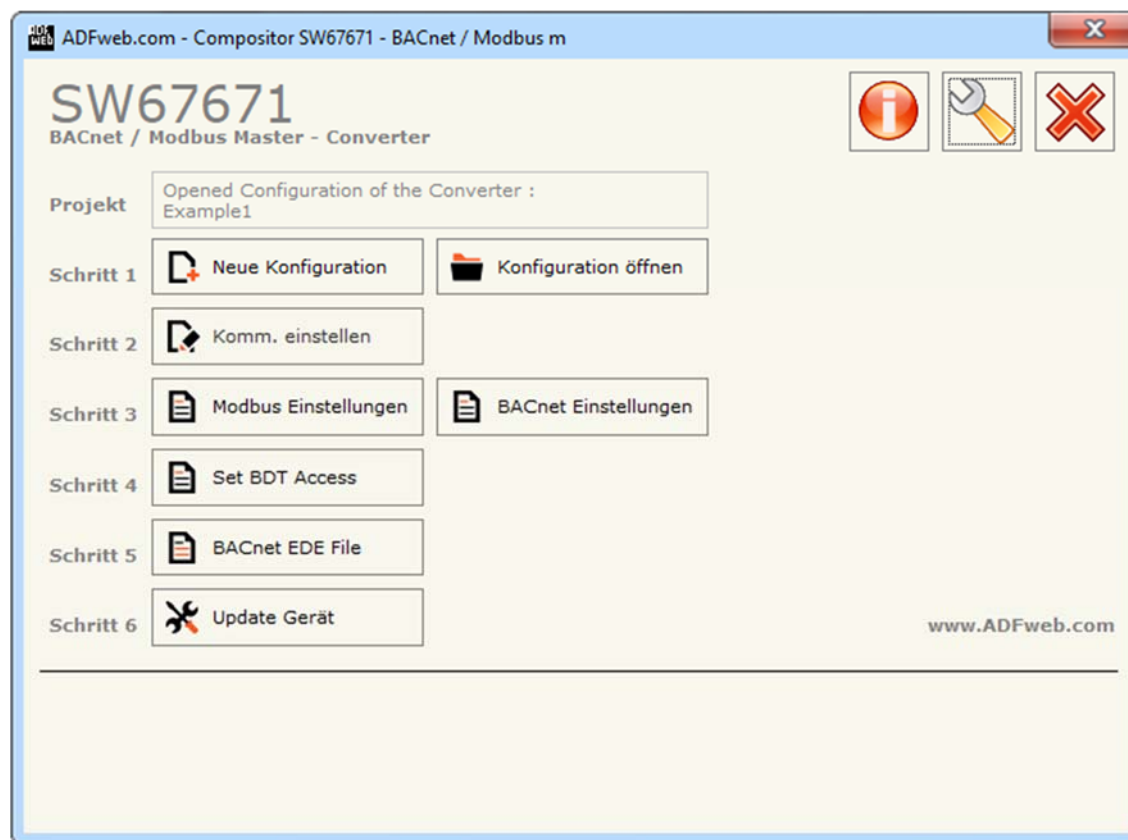 ADF
WEB
ADFweb.com - Compositor SW67671 - BACnet / Modbus m
SW67671
BACnet / Modbus Master - Converter
Projekt
Opened Configuration of the Converter :
Example1
Schritt 1
Neue Konfiguration
Konfiguration öffnen
Schritt 2
Komm. einstellen
Schritt 3
Modbus Einstellungen
BACnet Einstellungen
Schritt 4
Set BDT Access
Schritt 5
BACnet EDE File
Schritt 6
Update Gerät
www.ADFweb.com